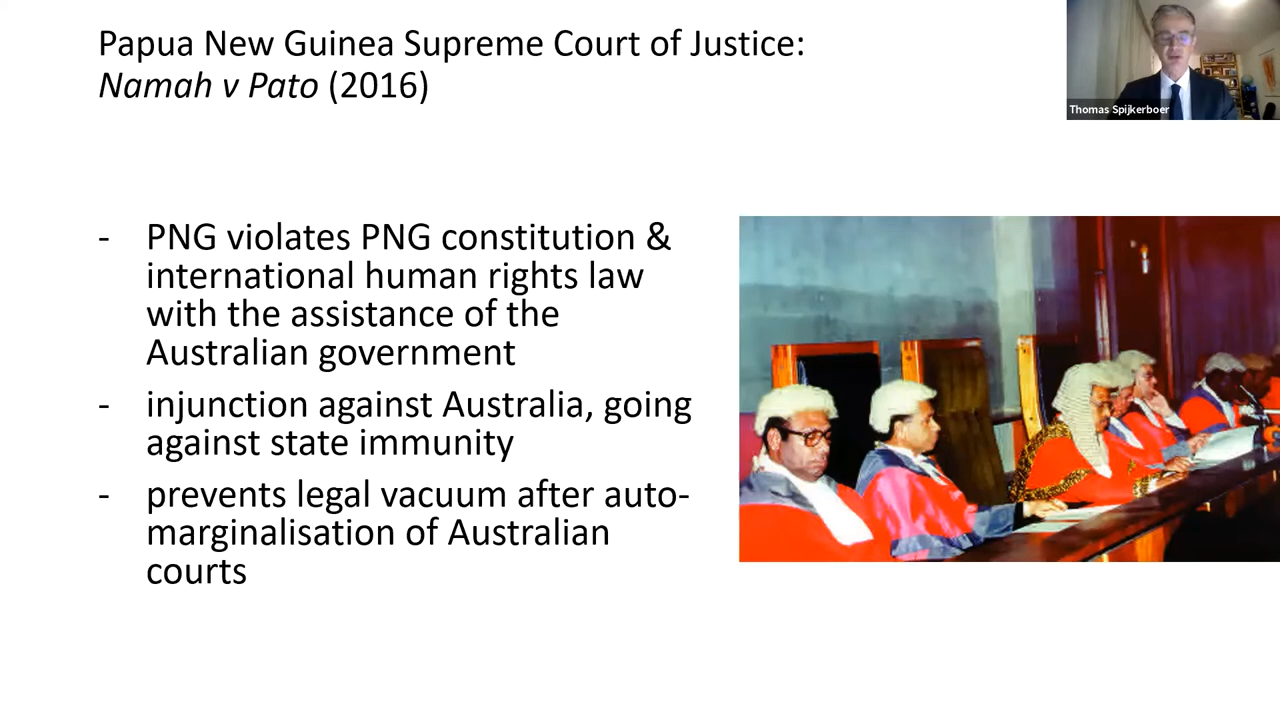 Papua New Guinea Supreme Court of Justice:
Namah v Pato (2016)
Thomas Spijkerboer
- PNG violates PNG constitution &
international human rights law
with the assistance of the
Australian government
- injunction against Australia, going
against state immunity
- prevents legal vacuum after auto-
marginalisation of Australian
courts